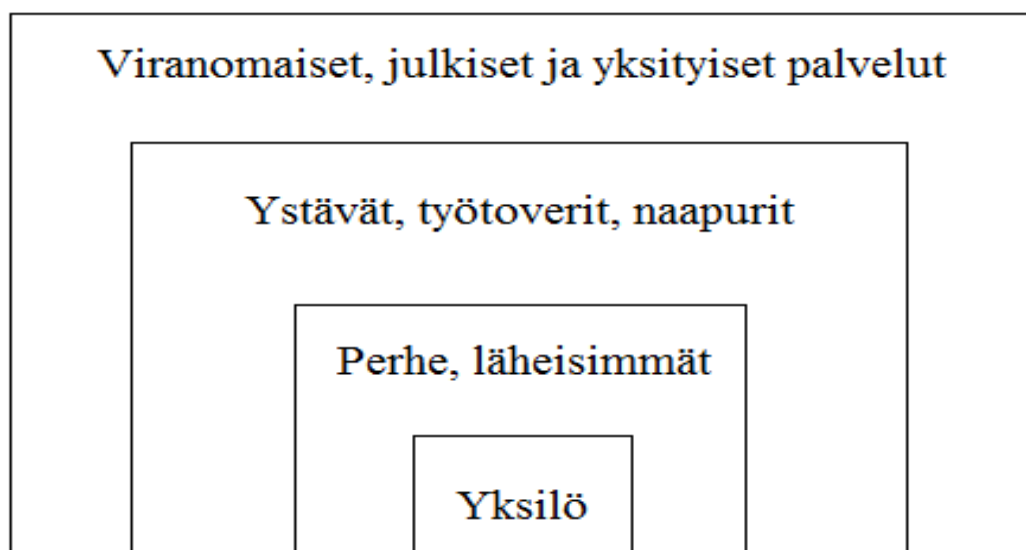 Viranomaiset, julkiset ja yksityiset palvelut
Ystävät, työtoverit, naapurit
Perhe, läheisimmät
Yksilö